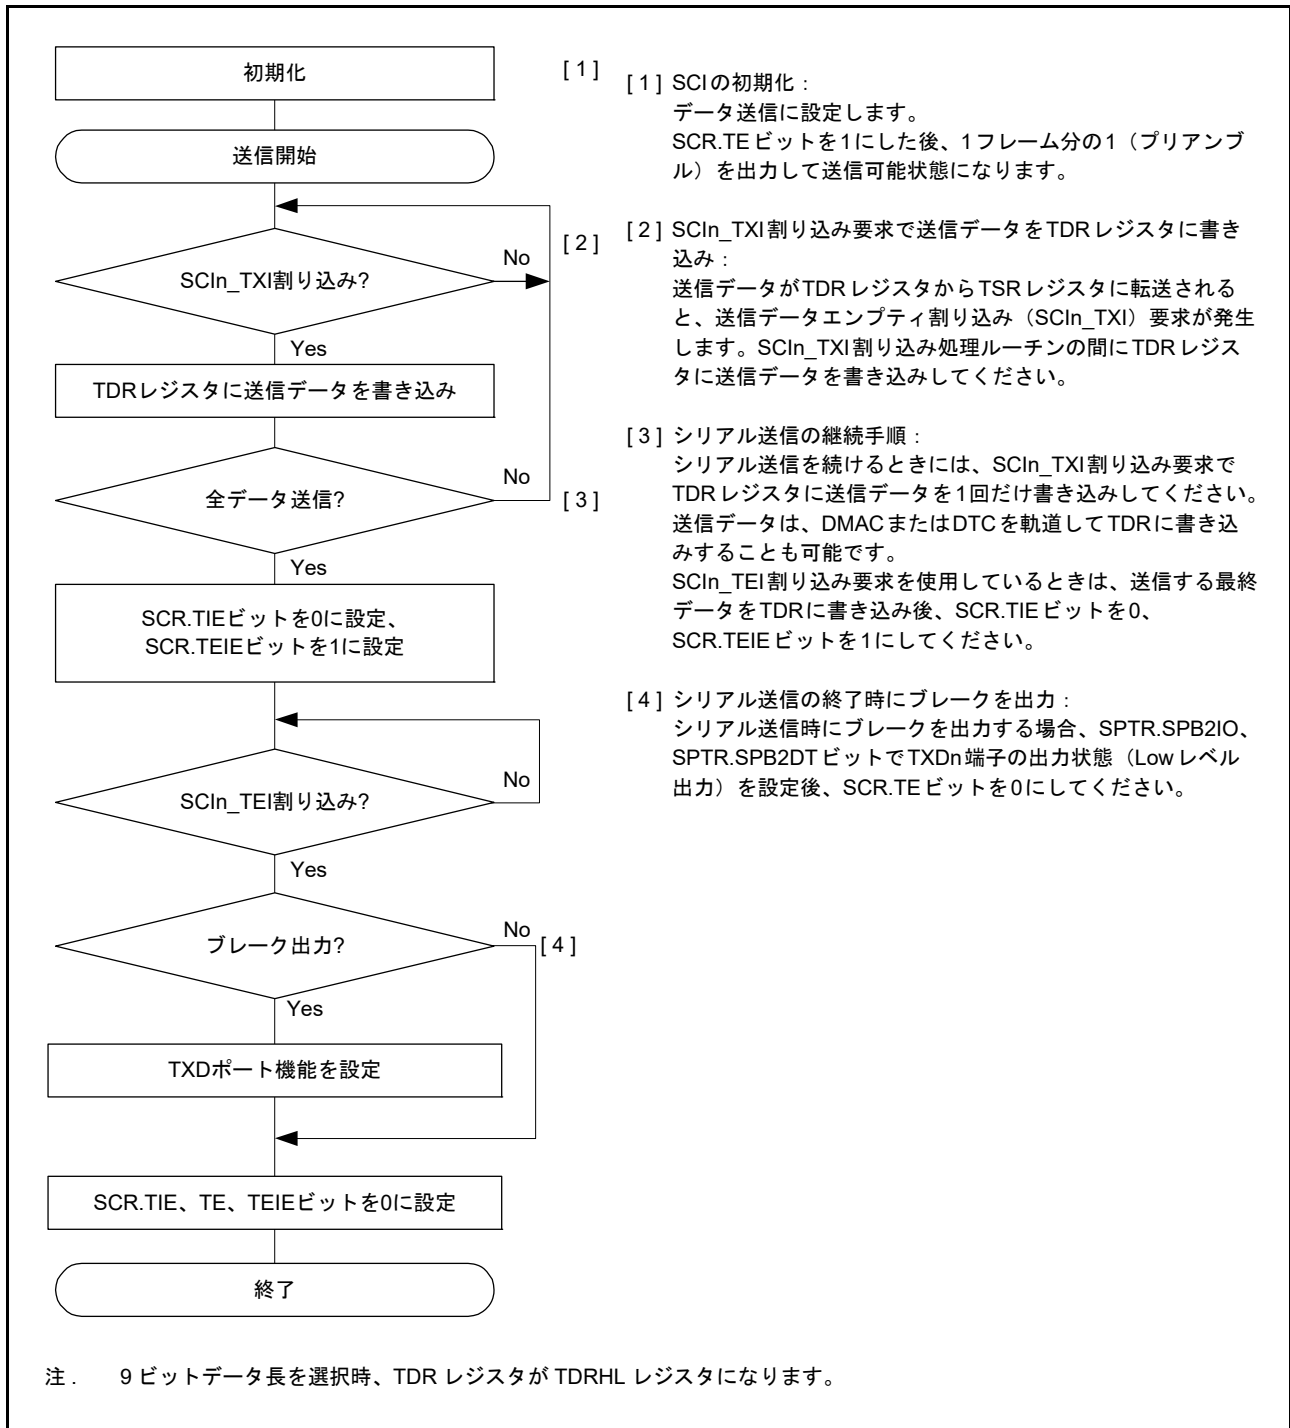 初期化
[ 1 ]
送信開始
SCIn_TXI割り込み?
No
[ 2 ]
Yes
TDRレジスタに送信データを書き込み
全データ送信?
No
[ 3 ]
Yes
SCR.TIEビットを0に設定、
SCR.TEIEビットを1に設定
SCIn_TEI割り込み?
No
Yes
ブレーク出力?
No
[ 4 ]
Yes
TXDポート機能を設定
SCR.TIE、TE、TEIEビットを0に設定
終了
[ 1 ] SCIの初期化：
データ送信に設定します。
SCR.TEビットを1にした後、1フレーム分の1（プリアンブ
ル）を出力して送信可能状態になります。
[ 2 ] SCIn_TXI割り込み要求で送信データをTDRレジスタに書き
込み：
送信データがTDRレジスタからTSRレジスタに転送される
と、送信データエンプティ割り込み（SCIn_TXI）要求が発生
します。SCIn_TXI割り込み処理ルーチンの間にTDRレジス
タに送信データを書き込みしてください。
[ 3 ] シリアル送信の継続手順：
シリアル送信を続けるときには、SCIn_TXI割り込み要求で
TDRレジスタに送信データを1回だけ書き込みしてください。
送信データは、DMACまたはDTCを軌道してTDRに書き込
みすることも可能です。
SCIn_TEI割り込み要求を使用しているときは、送信する最終
データをTDRに書き込み後、SCR.TIEビットを0、
SCR.TEIEビットを1にしてください。
[ 4 ] シリアル送信の終了時にブレークを出力：
シリアル送信時にブレークを出力する場合、SPTR.SPB2IO、
SPTR.SPB2DTビットでTXDn端子の出力状態（Lowレベル
出力）を設定後、SCR.TEビットを0にしてください。
注． 9 ビットデータ長を選択時、TDR レジスタが TDRHL レジスタになります。